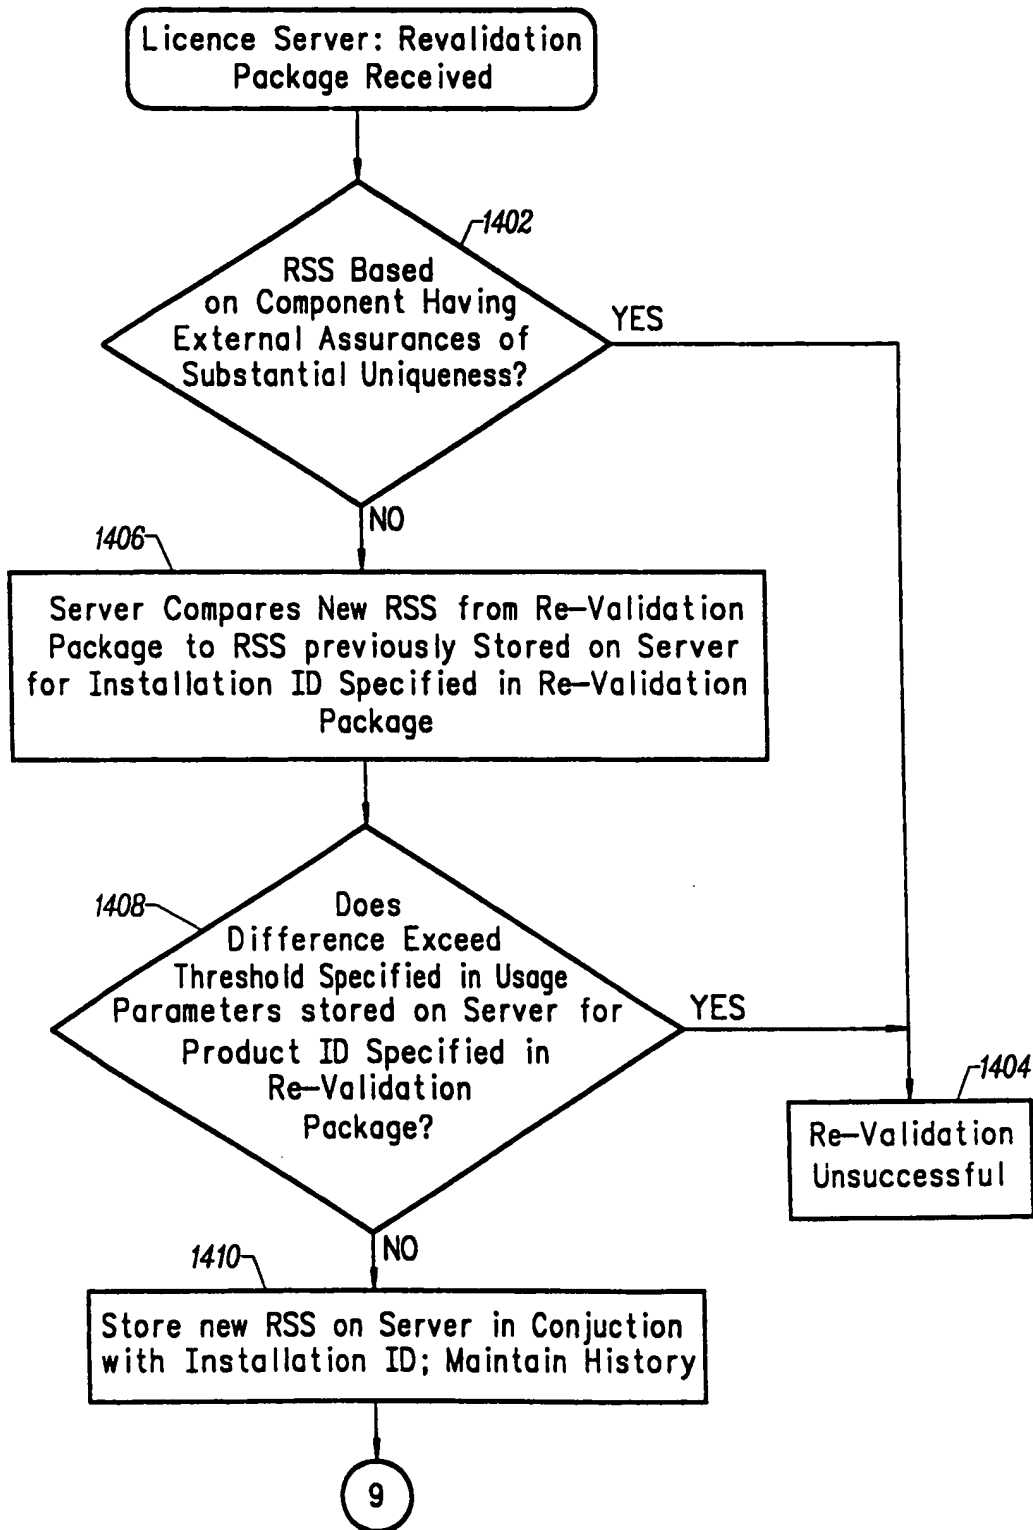 Licence Server: Revalidation
Package Received
1402
RSS Based
on Component Having
External Assurances of
Substantial Uniqueness?
YES
NO
1406
Server Compares New RSS from Re-Validation
Package to RSS previously Stored on Server
for Installation ID Specified in Re-Validation
Package
1408
Does
Difference Exceed
Threshold Specified in Usage
Parameters stored on Server for
Product ID Specified in
Re-Validation
Package?
YES
1404
Re-Validation
Unsuccessful
NO
1410
Store new RSS on Server in Conjuction
with Installation ID; Maintain History
9